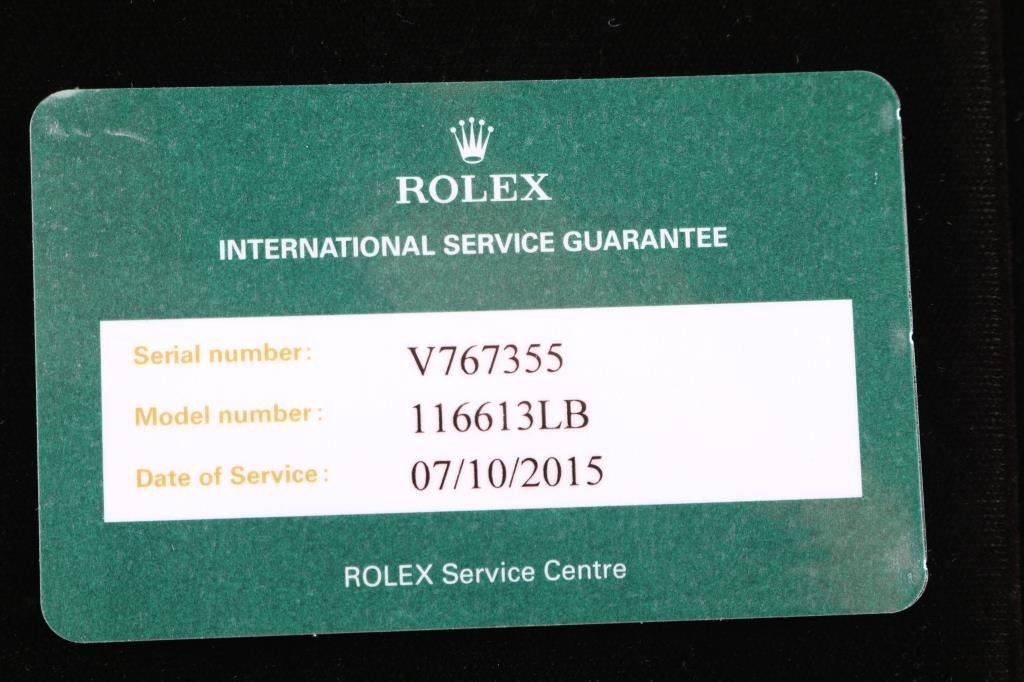 ROLEX
INTERNATIONAL SERVICE GUARANTEE
Serial number: V767355
Model number: 116613LB
Date of Service: 07/10/2015
ROLEX Service Centre